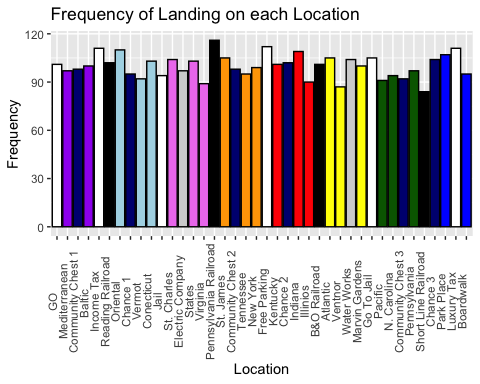 Frequency of Landing on each Location
120
90
60
30
0
Frequency
GO
Mediterranean
Community Chest 1
Baltic
Income Tax
Reading Railroad
Oriental
Chance 1
Vermot
Conecticut
Jail
St. Charles
Electric Company
States
Virginia
Pennsylvania Railroad
St. James
Community Chest 2
Tennessee
New York
Free Parking
Kentucky
Chance 2
Indiana
Illinios
B&O Railroad
Atlantic
Ventnor
Water Works
Marvin Gardens
Go To Jail
Pacific
N. Carolina
Community Chest 3
Pennsylvania
Short Line Railroad
Chance 3
Park Place
Luxury Tax
Boardwalk
Location